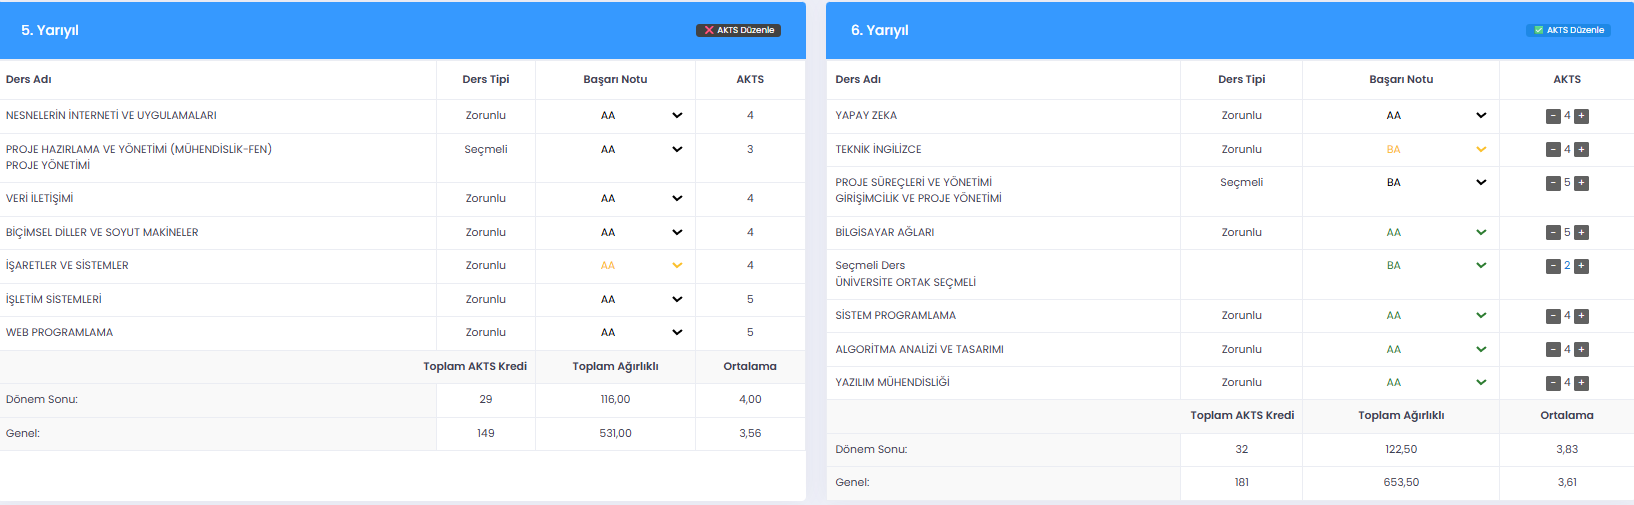 5. Yarıyıl
❌ AKTS Düzenle
Ders Adı Ders Tipi Başarı Notu AKTS
NESNELERİN İNTERNETİ VE UYGULAMALARI Zorunlu AA 4
PROJE HAZIRLAMA VE YÖNETİMİ (MÜHENDİSLİK-FEN) Seçmeli AA 3
PROJE YÖNETİMİ
VERİ İLETİŞİMİ Zorunlu AA 4
BİÇİMSEL DİLLER VE SOYUT MAKİNELER Zorunlu AA 4
İŞARETLER VE SİSTEMLER Zorunlu AA 4
İŞLETİM SİSTEMLERİ Zorunlu AA 5
WEB PROGRAMLAMA Zorunlu AA 5
Toplam AKTS Kredi Toplam Ağırlıklı Ortalama
Dönem Sonu: 29 116,00 4,00
Genel: 149 531,00 3,56
6. Yarıyıl
✅ AKTS Düzenle
Ders Adı Ders Tipi Başarı Notu AKTS
YAPAY ZEKA Zorunlu AA - 4 +
TEKNİK İNGİLİZCE Zorunlu BA - 4 +
PROJE SÜREÇLERİ VE YÖNETİMİ Seçmeli BA - 5 +
GİRİŞİMCİLİK VE PROJE YÖNETİMİ
BİLGİSAYAR AĞLARI Zorunlu AA - 5 +
Seçmeli Ders BA - 2 +
ÜNİVERSİTE ORTAK SEÇMELİ
SİSTEM PROGRAMLAMA Zorunlu AA - 4 +
ALGORİTMA ANALİZİ VE TASARIMI Zorunlu AA - 4 +
YAZILIM MÜHENDİSLİĞİ Zorunlu AA - 4 +
Toplam AKTS Kredi Toplam Ağırlıklı Ortalama
Dönem Sonu: 32 122,50 3,83
Genel: 181 653,50 3,61